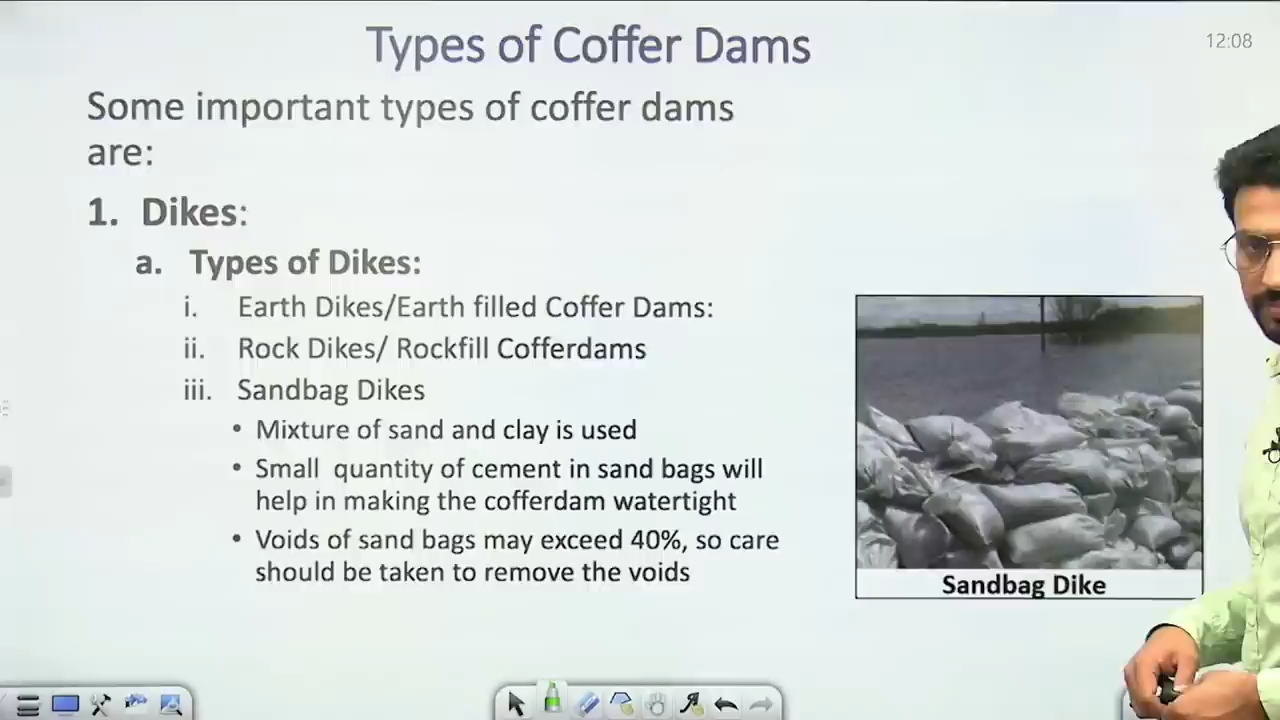 Types of Coffer Dams
12:08
Some important types of coffer dams
are:
1. Dikes:
a. Types of Dikes:
i. Earth Dikes/Earth filled Coffer Dams:
ii. Rock Dikes/ Rockfill Cofferdams
iii. Sandbag Dikes
• Mixture of sand and clay is used
• Small quantity of cement in sand bags will
help in making the cofferdam watertight
• Voids of sand bags may exceed 40%, so care
should be taken to remove the voids
Sandbag Dike